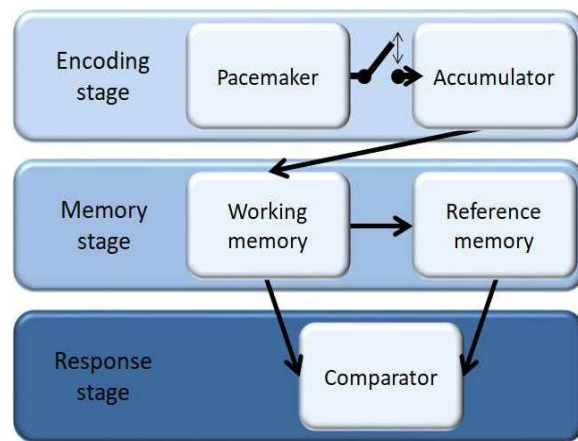 Encoding
stage
Pacemaker
Accumulator
Memory
stage
Working
memory
Reference
memory
Response
stage
Comparator